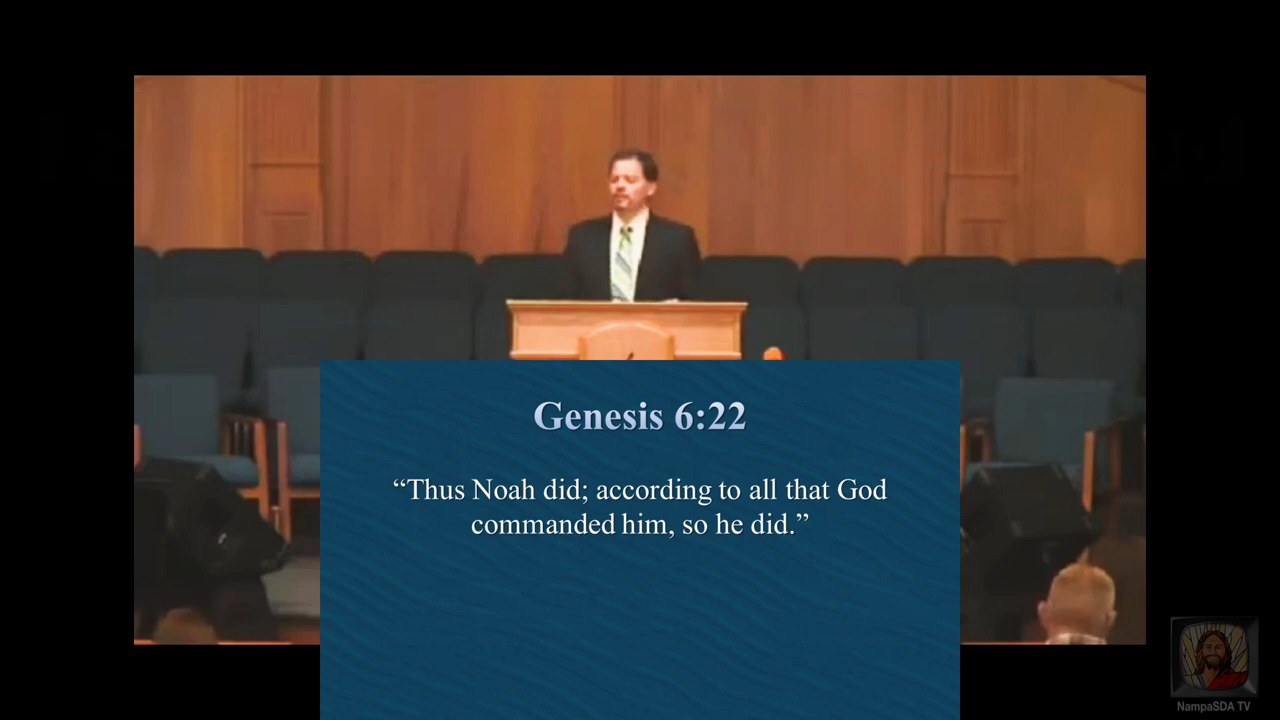 Genesis 6:22
“Thus Noah did; according to all that God
commanded him, so he did.”
NampaSDA TV